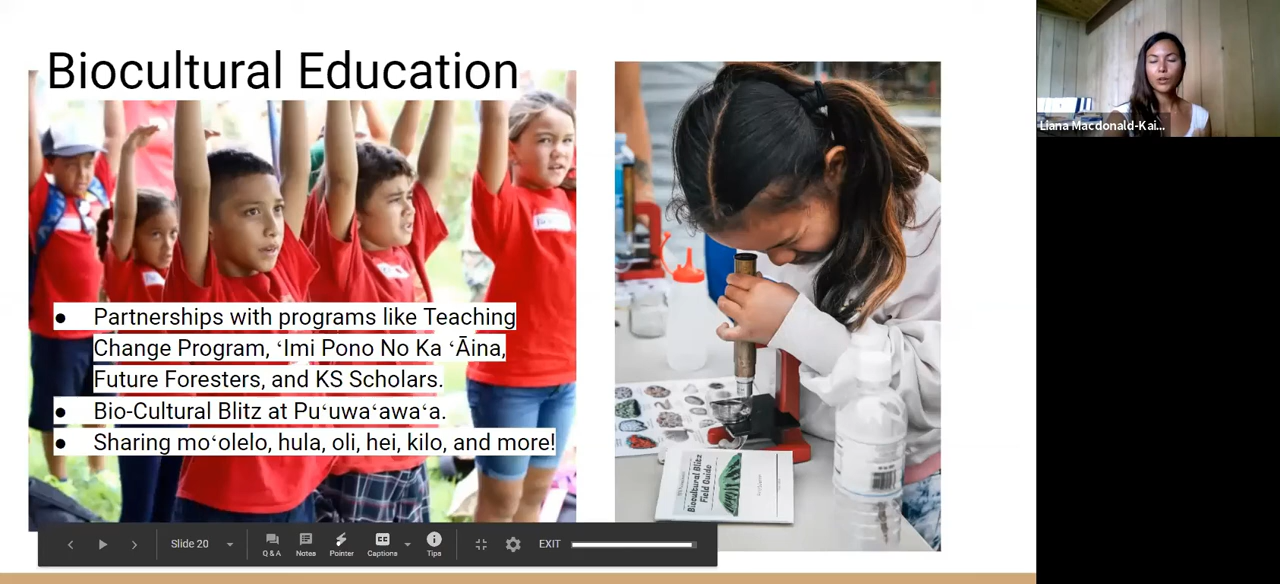 Biocultural Education
● Partnerships with programs like Teaching
Change Program, ʻImi Pono No Ka ʻĀina,
Future Foresters, and KS Scholars.
● Bio-Cultural Blitz at Puʻuwaʻawaʻa.
● Sharing moʻolelo, hula, oli, hei, kilo, and more!
Biocultural Blitz
Field Guide
Liana Macdonald-Kai...
Slide 20
Q & A
Notes
Pointer
Captions
Tips
EXIT